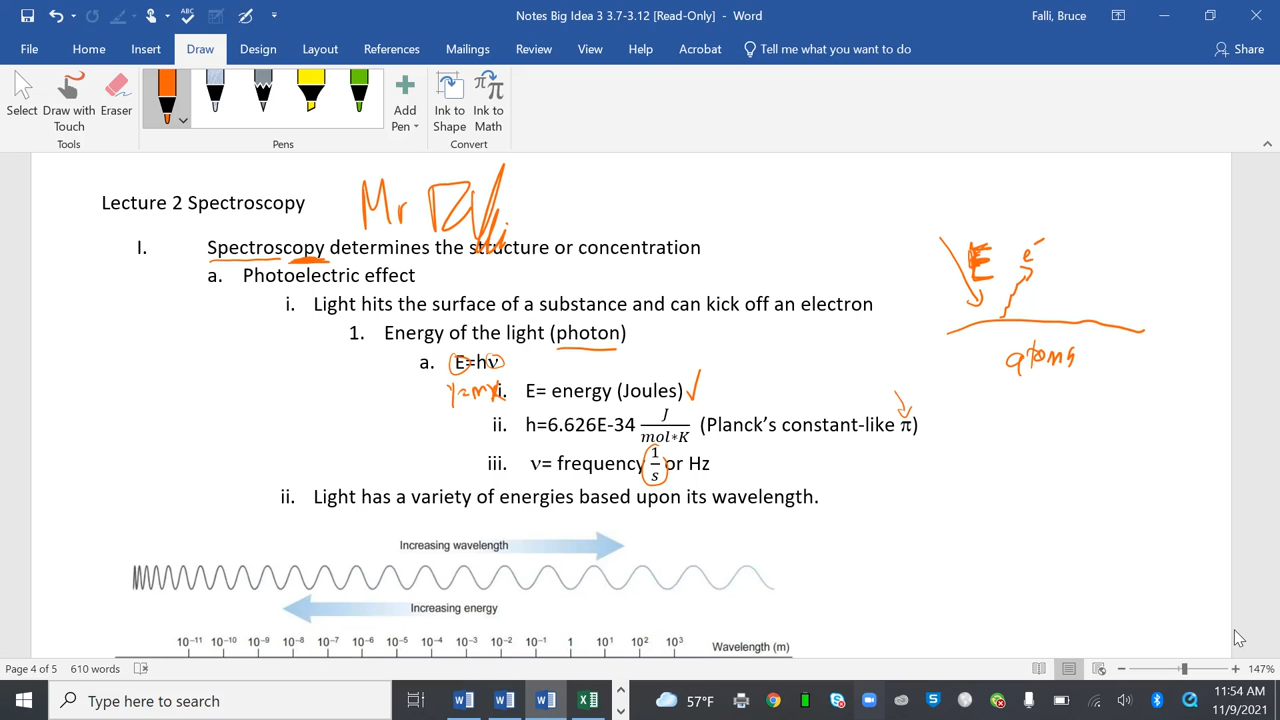 Notes Big Idea 3 3.7-3.12 [Read-Only] - Word
Falli, Bruce
File Home Insert Draw Design Layout References Mailings Review View Help Acrobat Tell me what you want to do Share
Select Draw with Touch Eraser Add Pen Ink to Shape Ink to Math
Tools Pens Convert
Lecture 2 Spectroscopy Mr
I. Spectroscopy determines the structure or concentration
a. Photoelectric effect
i. Light hits the surface of a substance and can kick off an electron
E e⁻
1. Energy of the light (photon)
atoms
a. E=hν
y=mx
i. E= energy (Joules) ✓
ii. h=6.626E-34 J/mol∗K (Planck's constant-like π)
iii. ν= frequency 1/s or Hz
ii. Light has a variety of energies based upon its wavelength.
Increasing wavelength
Increasing energy
10⁻¹¹ 10⁻¹⁰ 10⁻⁹ 10⁻⁸ 10⁻⁷ 10⁻⁶ 10⁻⁵ 10⁻⁴ 10⁻³ 10⁻² 10⁻¹ 1 10¹ 10² 10³ Wavelength (m)
Page 4 of 5 610 words 147%
Type here to search 57°F 11:54 AM
11/9/2021